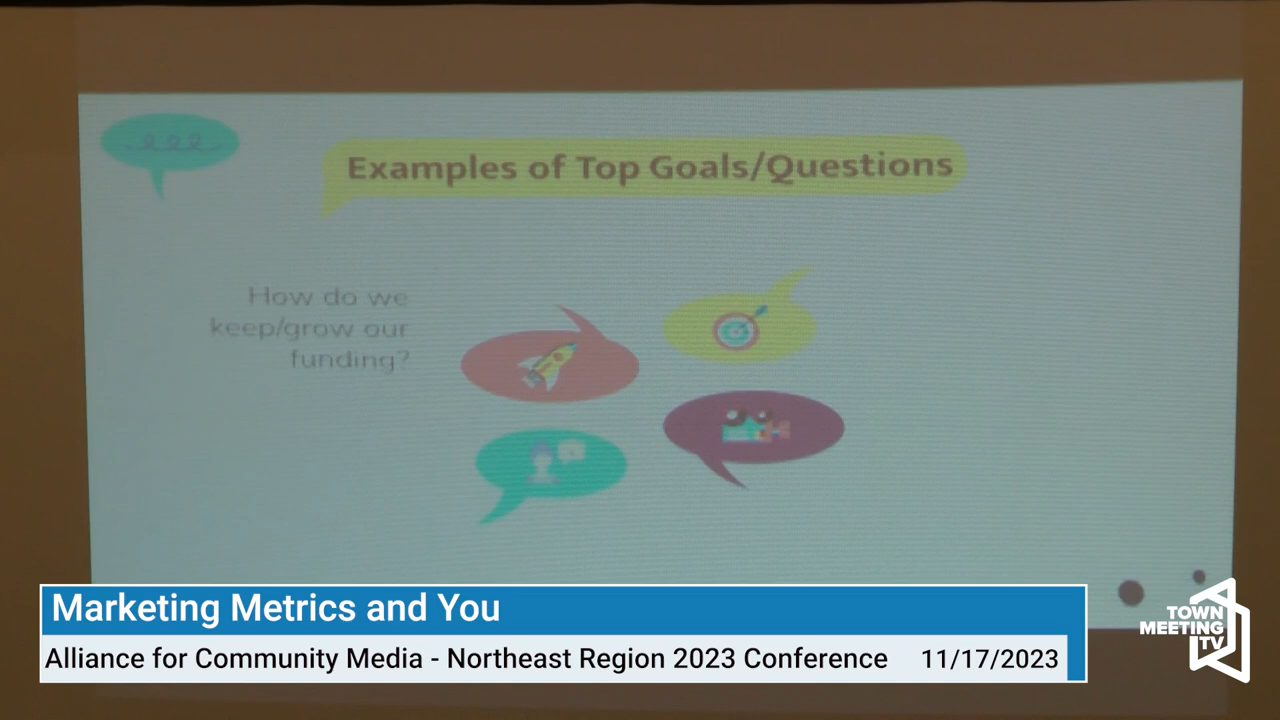 Examples of Top Goals/Questions
How do we
keep/grow our
funding?
Marketing Metrics and You
Alliance for Community Media - Northeast Region 2023 Conference 11/17/2023
TOWN
MEETING
TV